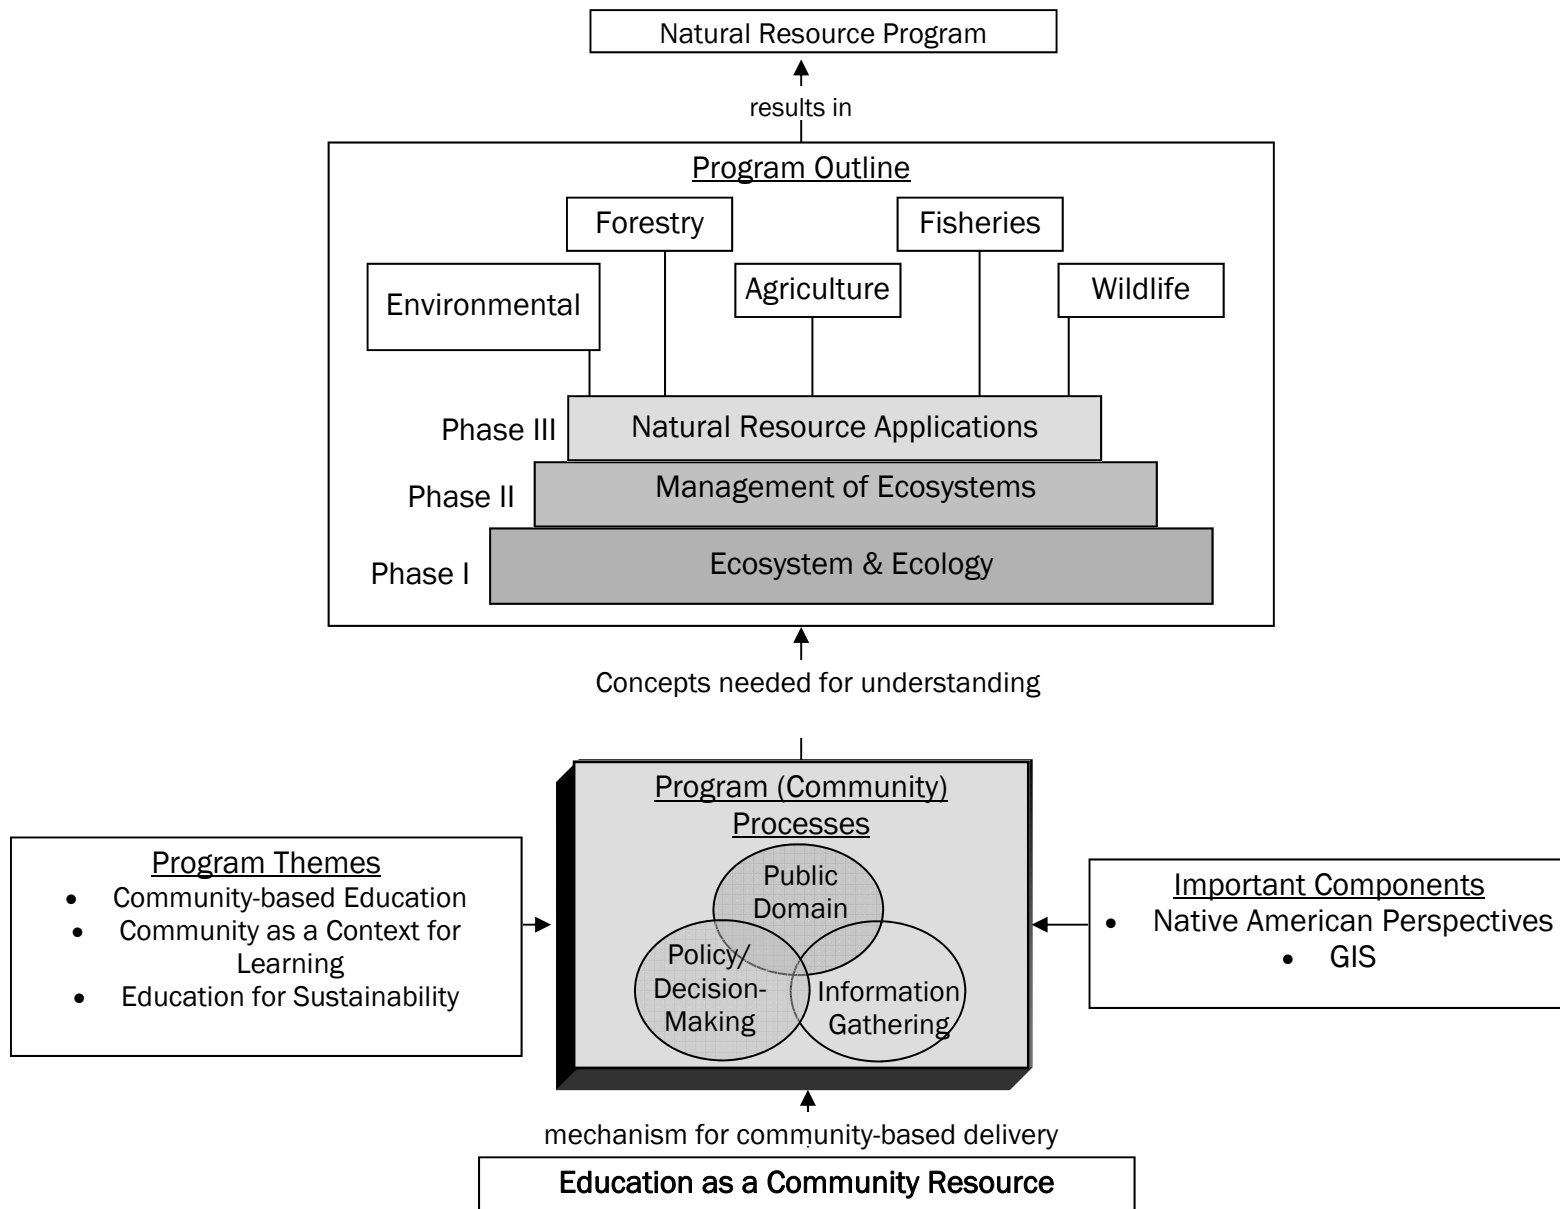 Natural Resource Program
results in
Program Outline
Forestry
Fisheries
Environmental
Agriculture
Wildlife
Phase III
Natural Resource Applications
Phase II
Management of Ecosystems
Phase I
Ecosystem & Ecology
Concepts needed for understanding
Program (Community)
Processes
Public
Domain
Policy/
Decision-
Making
Information
Gathering
Program Themes
• Community-based Education
• Community as a Context for
Learning
• Education for Sustainability
Important Components
• Native American Perspectives
• GIS
mechanism for community-based delivery
Education as a Community Resource